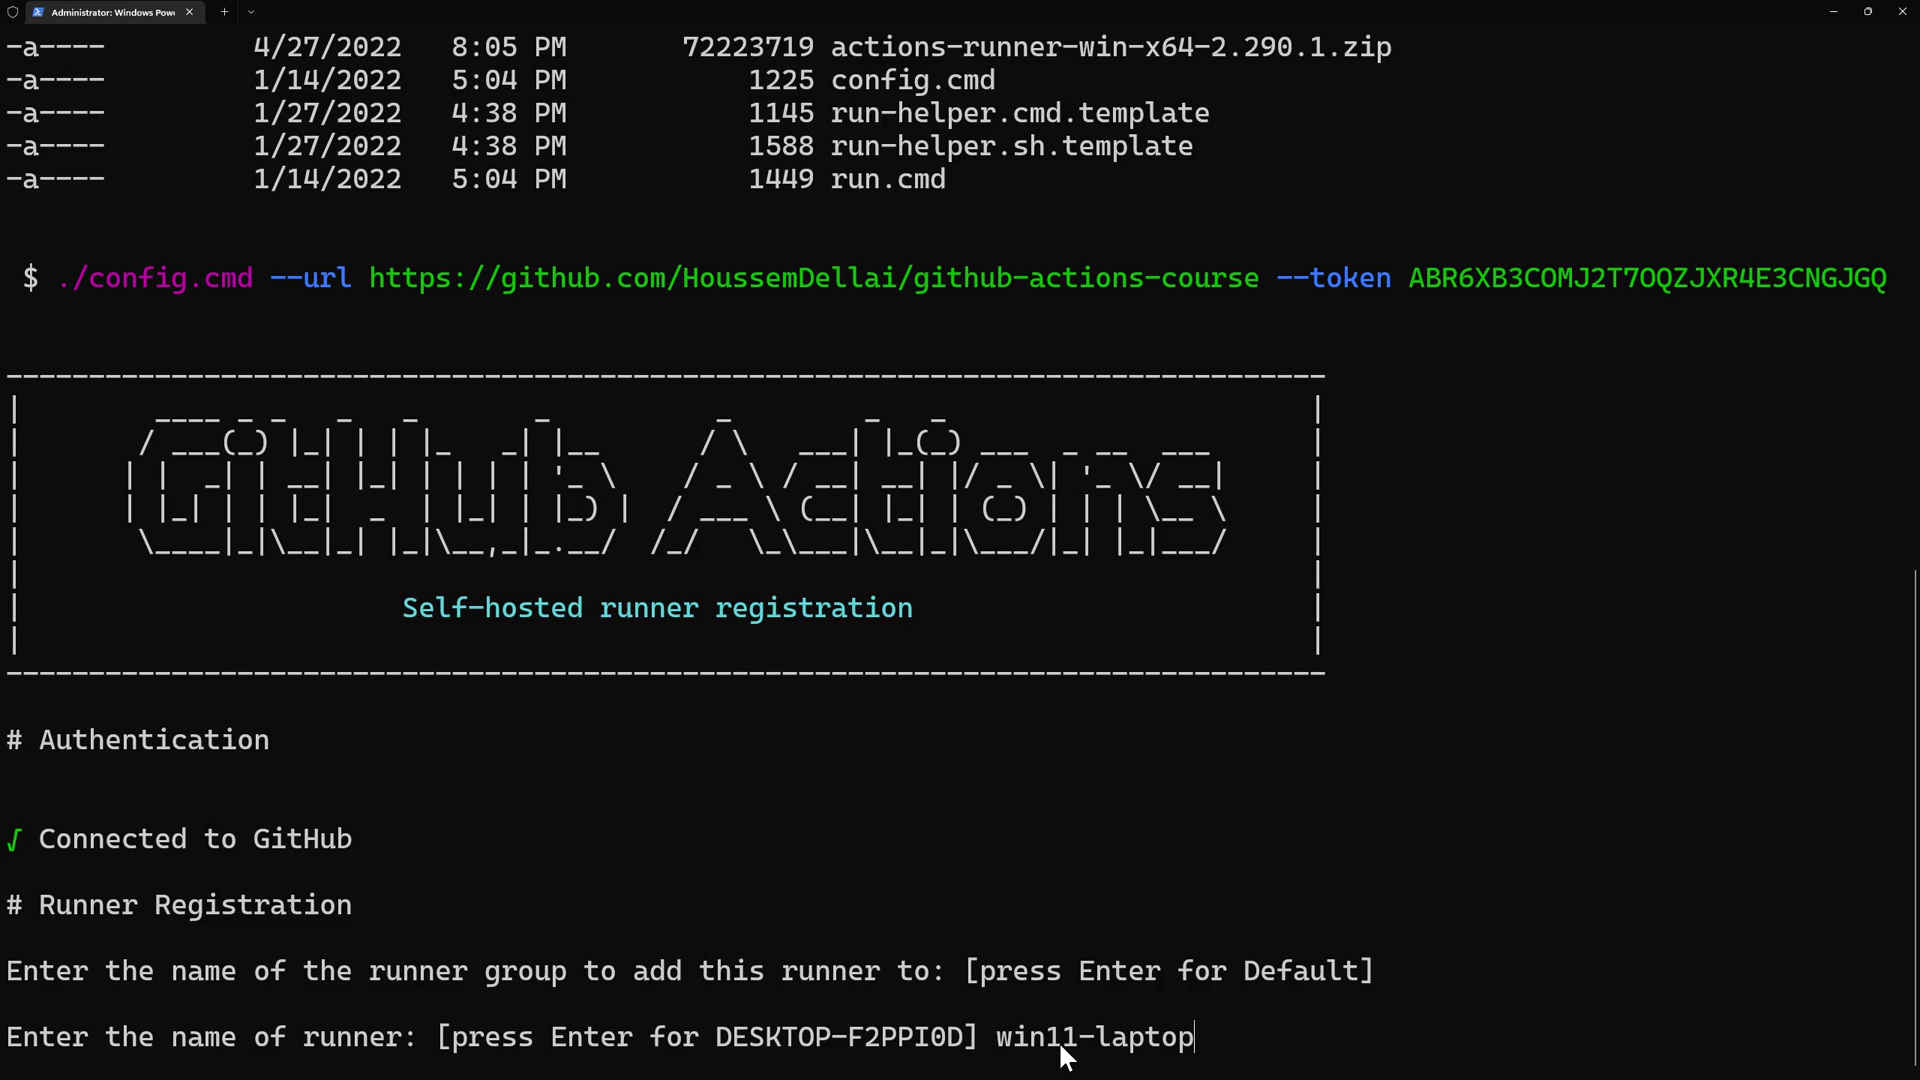 Administrator: Windows Pow
-a---- 4/27/2022 8:05 PM 72223719 actions-runner-win-x64-2.290.1.zip
-a---- 1/14/2022 5:04 PM 1225 config.cmd
-a---- 1/27/2022 4:38 PM 1145 run-helper.cmd.template
-a---- 1/27/2022 4:38 PM 1588 run-helper.sh.template
-a---- 1/14/2022 5:04 PM 1449 run.cmd
$ ./config.cmd --url https://github.com/HoussemDellai/github-actions-course --token ABR6XB3COMJ2T7OQZJXR4E3CNGJGQ
GitHub Actions
Self-hosted runner registration
# Authentication
√ Connected to GitHub
# Runner Registration
Enter the name of the runner group to add this runner to: [press Enter for Default]
Enter the name of runner: [press Enter for DESKTOP-F2PPI0D] win11-laptop